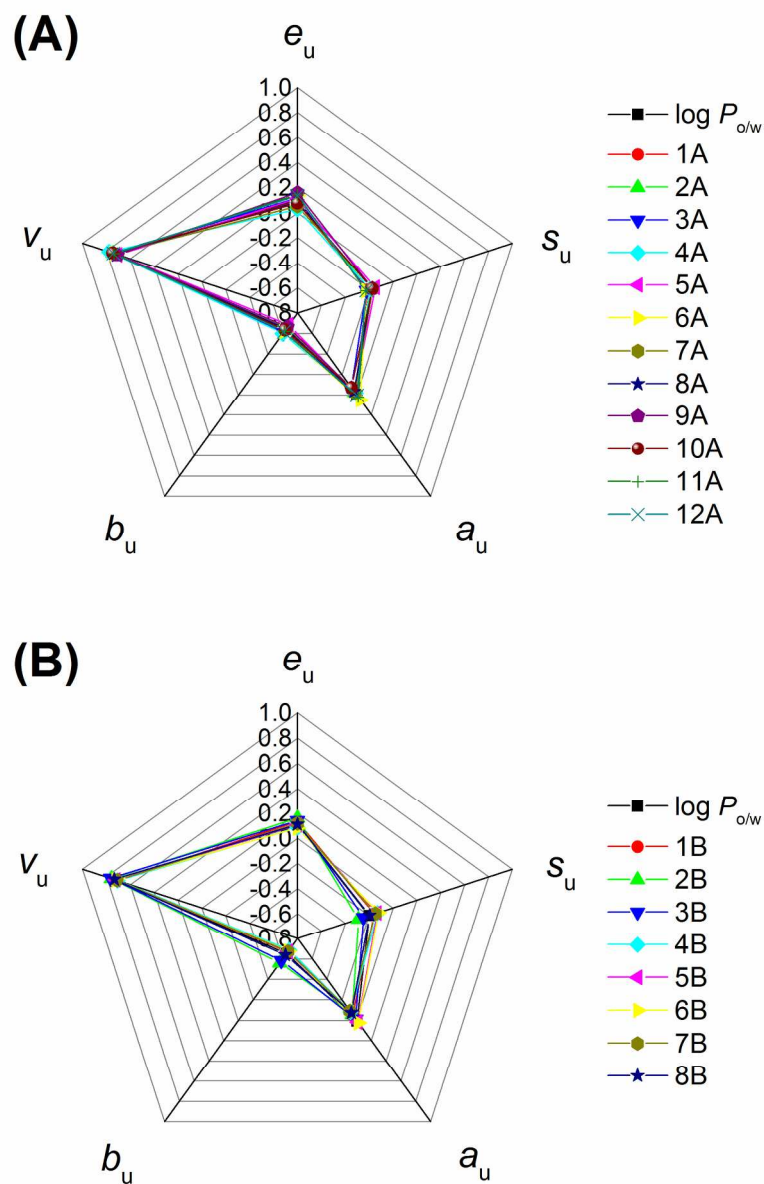 (A)
e_u
1.0
0.8
0.6
0.4
0.2
0.0
-0.2
-0.4
-0.6
-0.8
s_u
a_u
b_u
v_u
log P_o/w
1A
2A
3A
4A
5A
6A
7A
8A
9A
10A
11A
12A
(B)
e_u
1.0
0.8
0.6
0.4
0.2
0.0
-0.2
-0.4
-0.6
-0.8
s_u
a_u
b_u
v_u
log P_o/w
1B
2B
3B
4B
5B
6B
7B
8B